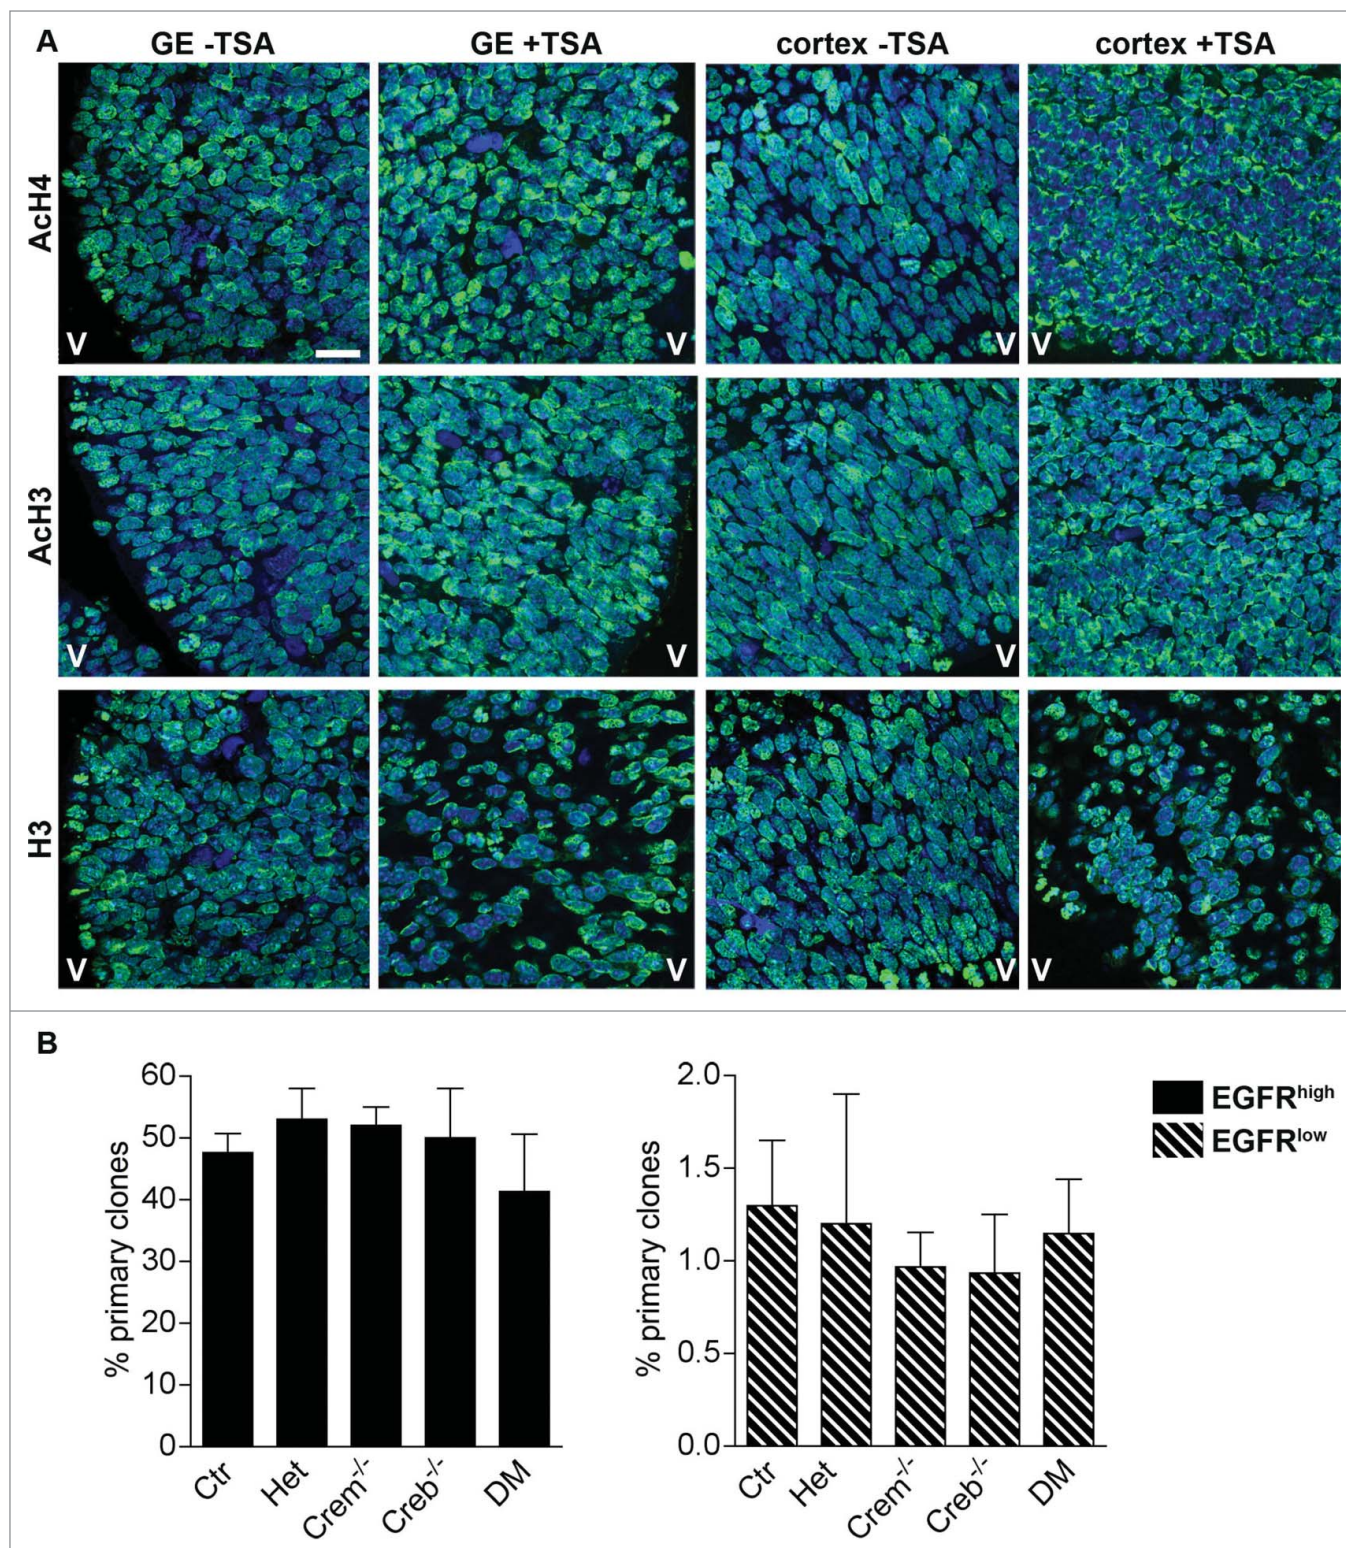 A
GE -TSA
GE +TSA
cortex -TSA
cortex +TSA
AcH4
V
V
V
V
AcH3
V
V
V
H3
V
V
V
V
B
% primary clones
60
50
40
30
20
10
0
Ctr
Het
Crem-/-
Creb-/-
DM
% primary clones
2.0
1.5
1.0
0.5
0.0
Ctr
Het
Crem-/-
Creb-/-
DM
EGFRhigh
EGFRlow